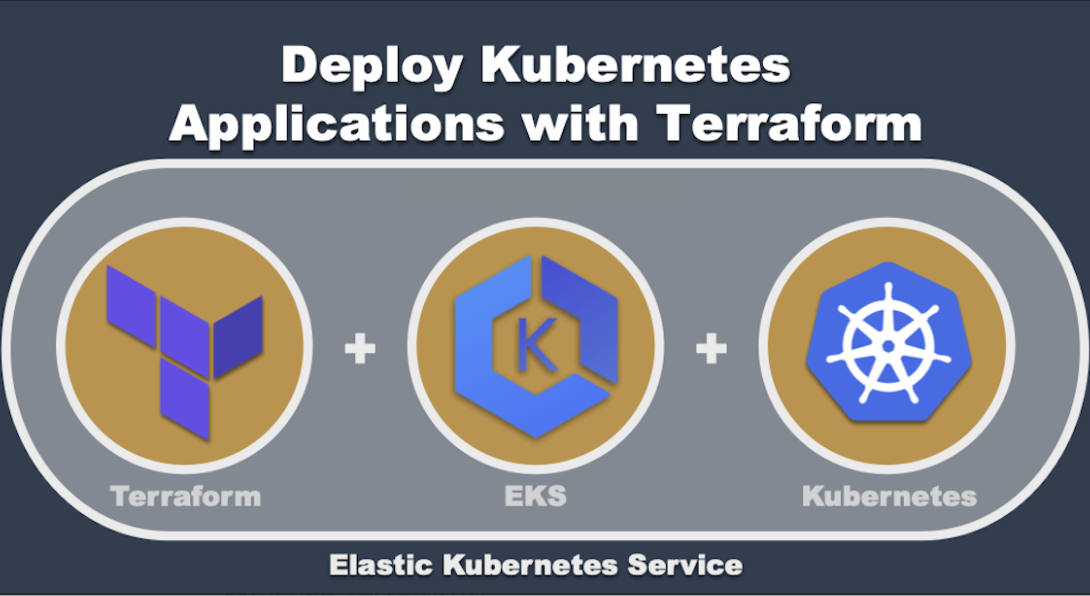 Deploy Kubernetes
Applications with Terraform
K
+
+
Terraform
EKS
Kubernetes
Elastic Kubernetes Service